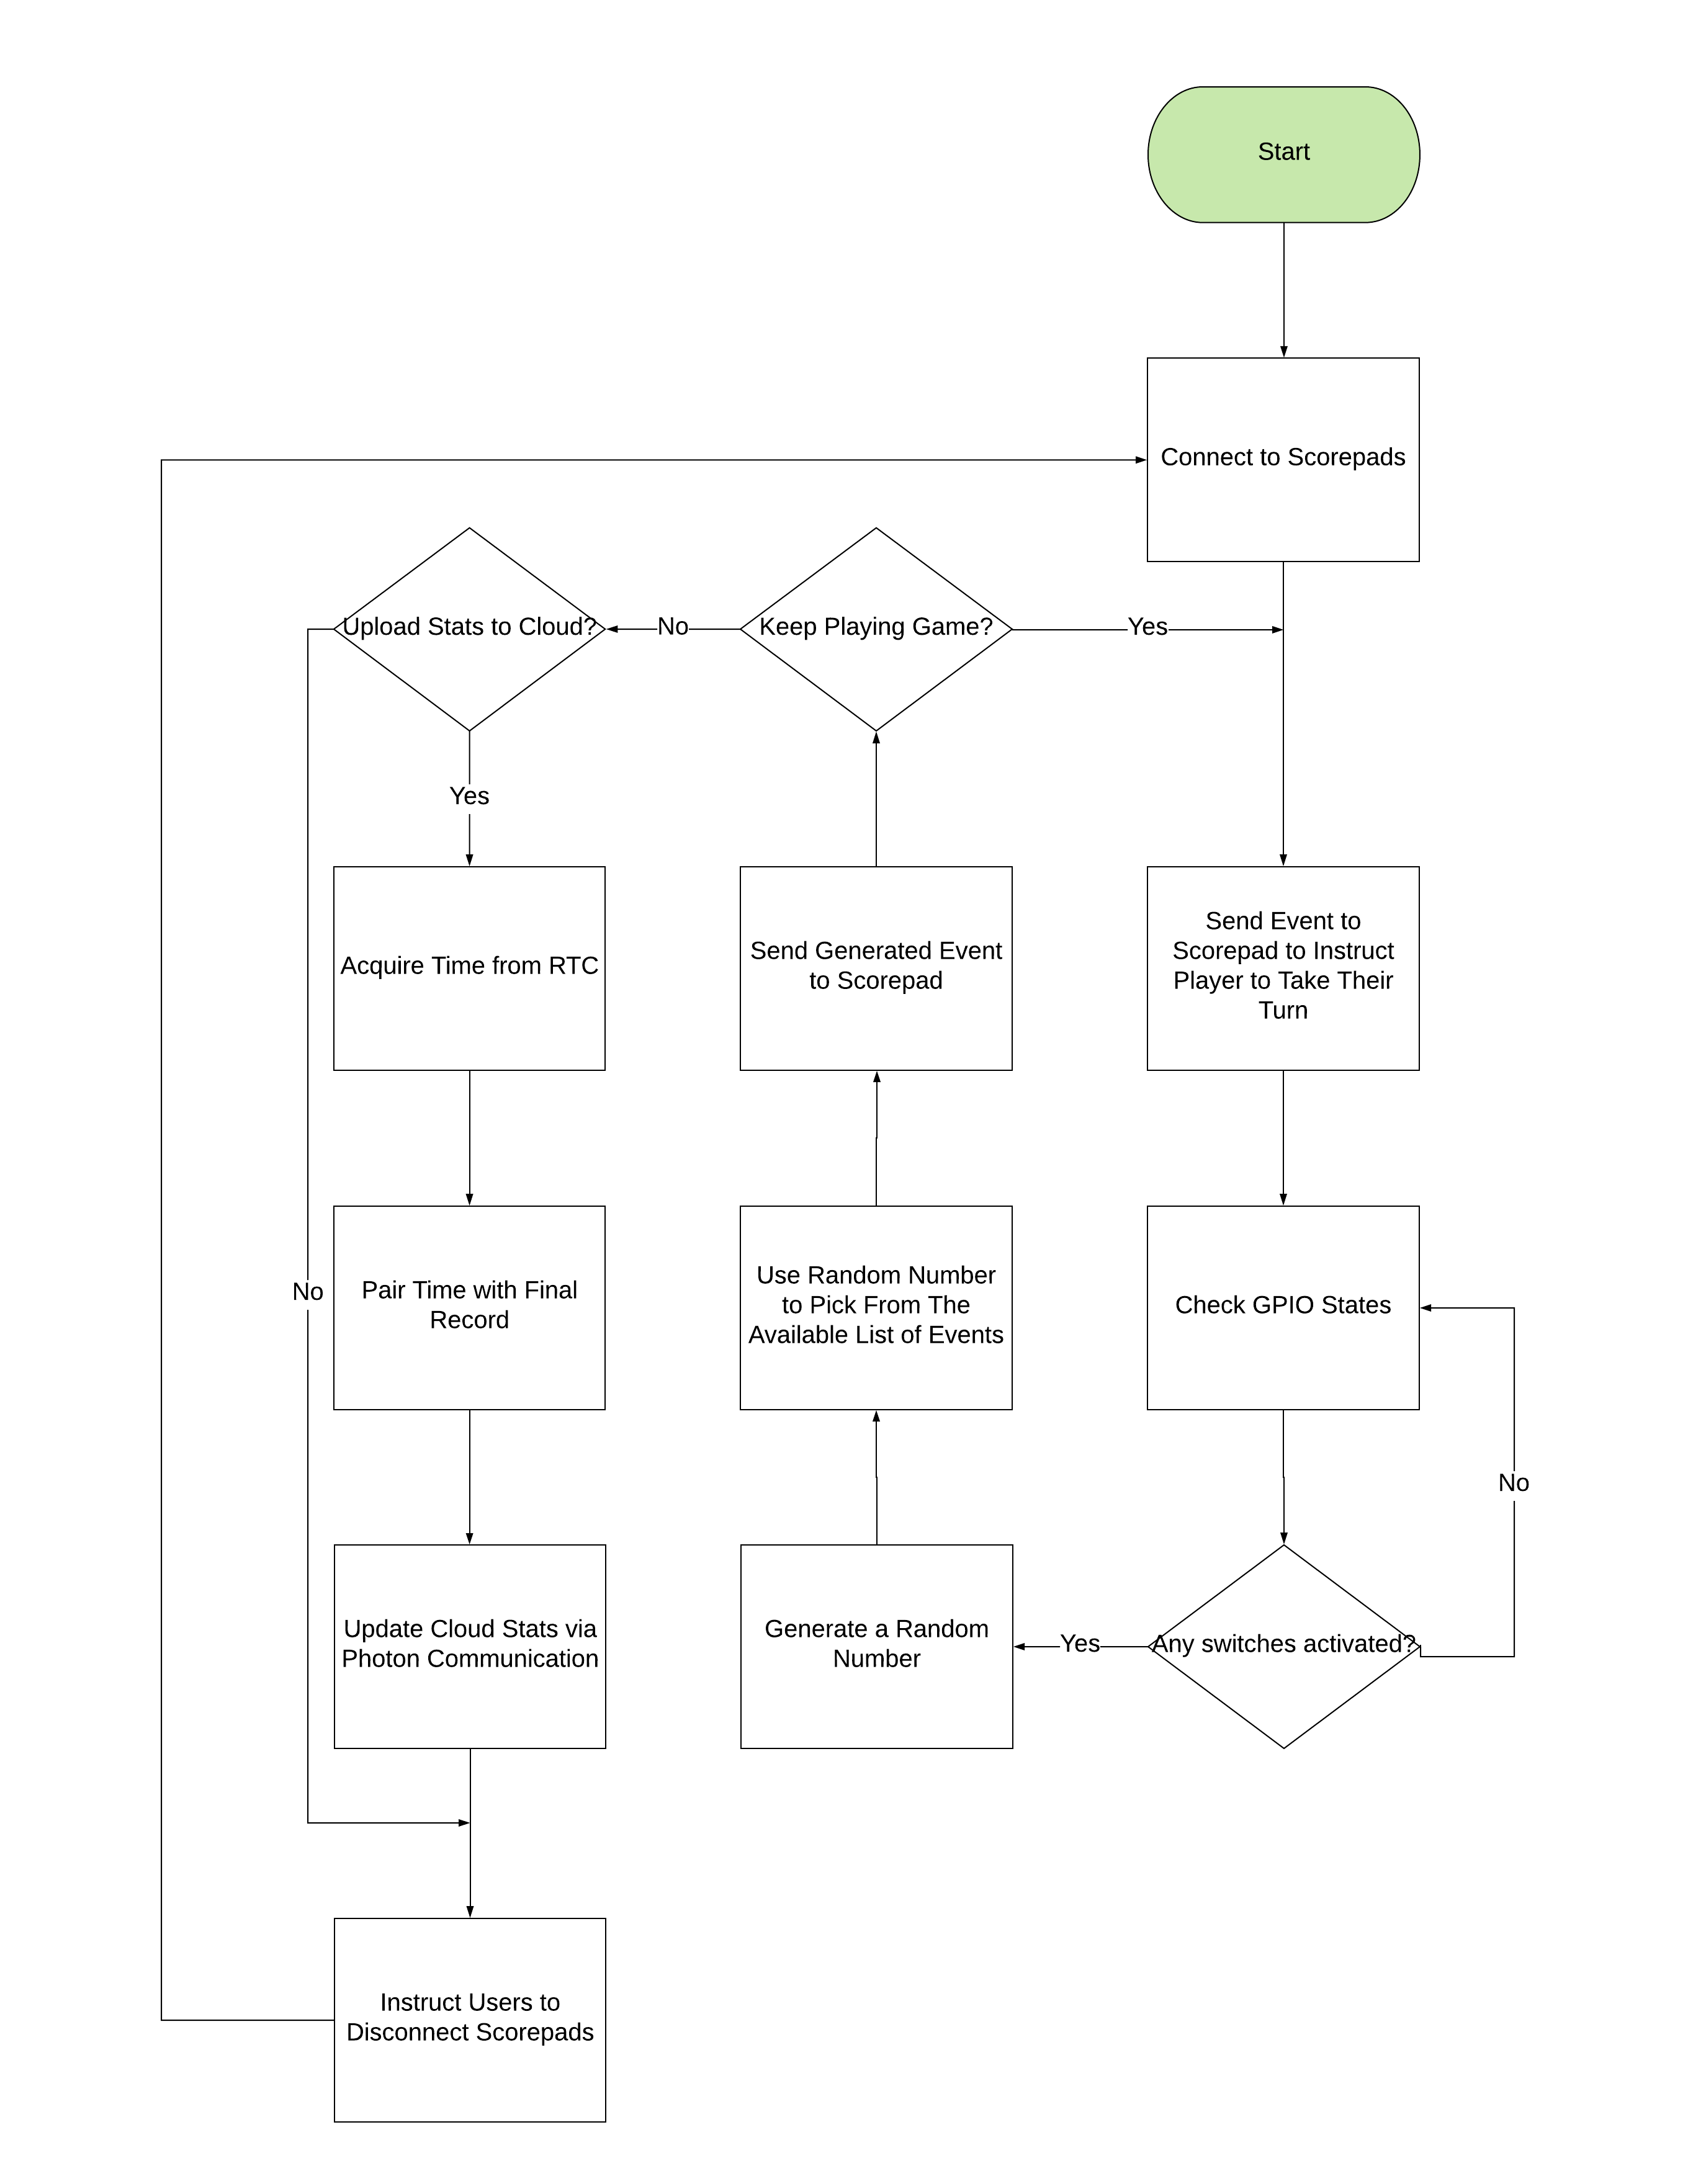 Start
Connect to Scorepads
Upload Stats to Cloud?
No
Keep Playing Game?
Yes
Yes
Acquire Time from RTC
Send Generated Event
to Scorepad
Send Event to
Scorepad to Instruct
Player to Take Their
Turn
No
Pair Time with Final
Record
Use Random Number
to Pick From The
Available List of Events
Check GPIO States
No
Update Cloud Stats via
Photon Communication
Generate a Random
Number
Yes
Any switches activated?
Instruct Users to
Disconnect Scorepads